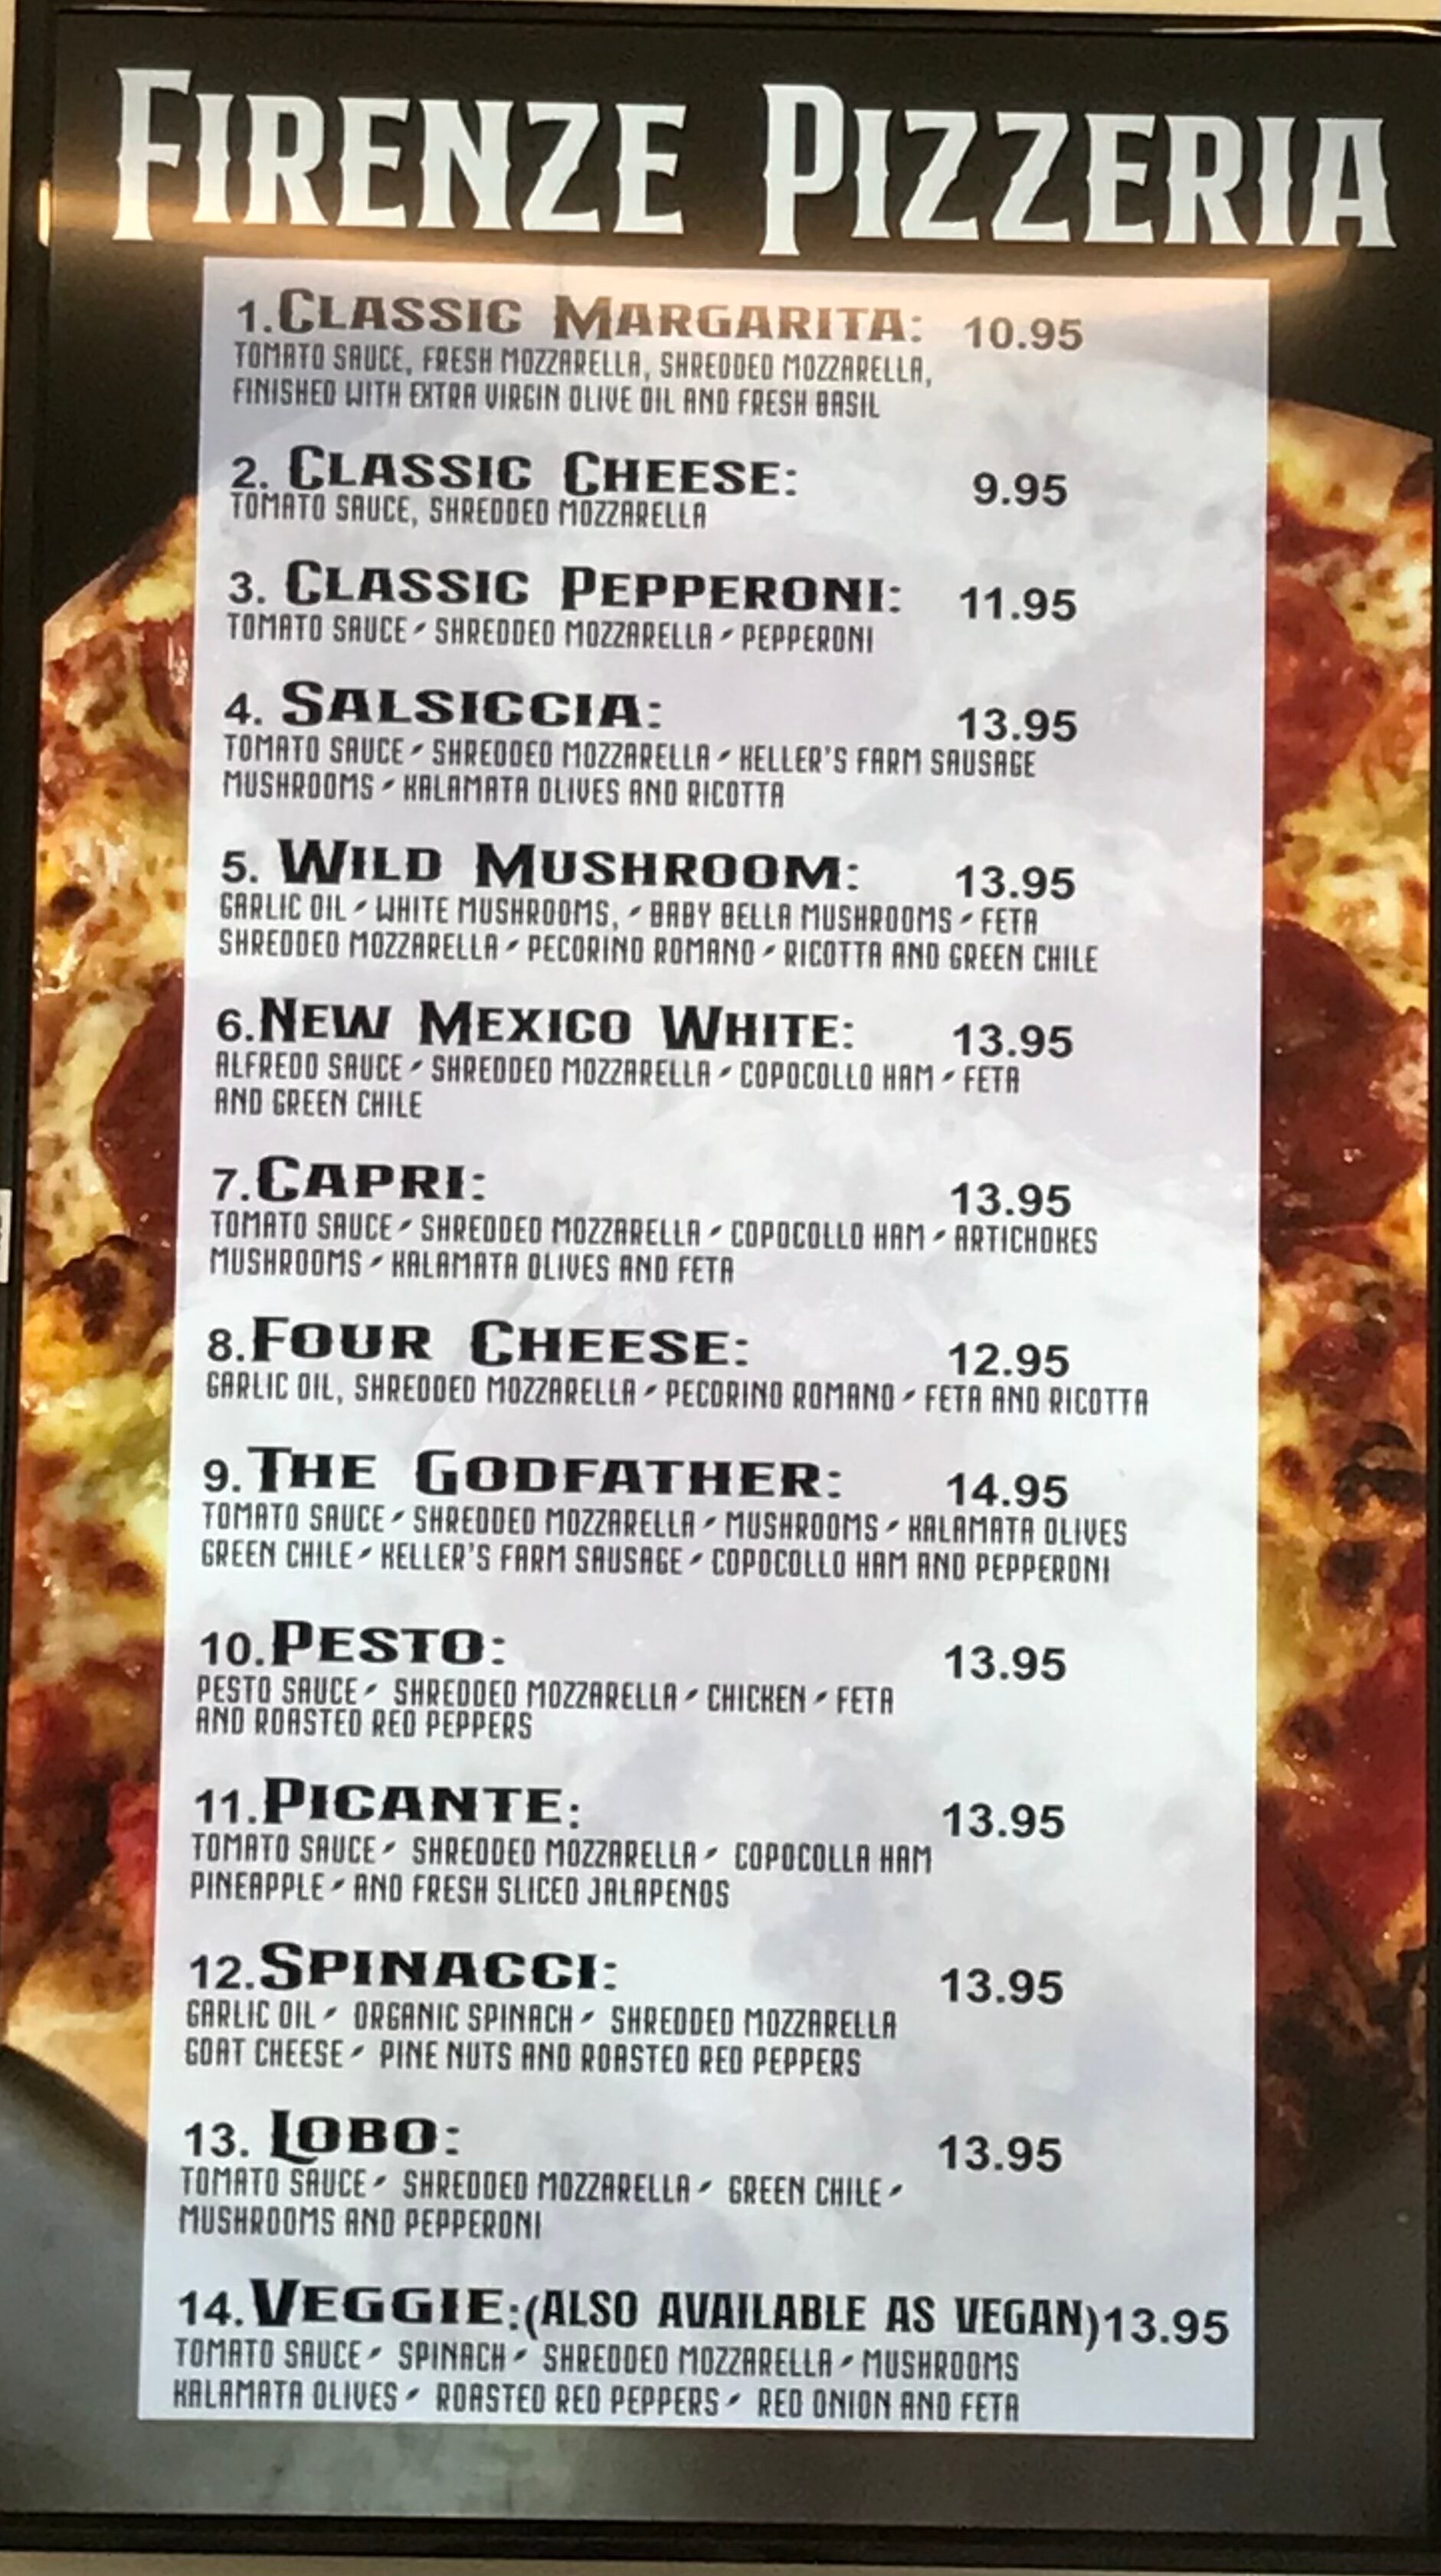 FIRENZE PIZZERIA
1. CLASSIC MARGARITA: 10.95
TOMATO SAUCE, FRESH MOZZARELLA, SHREDDED MOZZARELLA,
FINISHED WITH EXTRA VIRGIN OLIVE OIL AND FRESH BASIL
2. CLASSIC CHEESE: 9.95
TOMATO SAUCE, SHREDDED MOZZARELLA
3. CLASSIC PEPPERONI: 11.95
TOMATO SAUCE - SHREDDED MOZZARELLA - PEPPERONI
4. SALSICCIA: 13.95
TOMATO SAUCE - SHREDDED MOZZARELLA - KELLER'S FARM SAUSAGE
MUSHROOMS - KALAMATA OLIVES AND RICOTTA
5. WILD MUSHROOM: 13.95
GARLIC OIL - WHITE MUSHROOMS, - BABY BELLA MUSHROOMS - FETA
SHREDDED MOZZARELLA - PECORINO ROMANO - RICOTTA AND GREEN CHILE
6. NEW MEXICO WHITE: 13.95
ALFREDO SAUCE - SHREDDED MOZZARELLA - COPOCOLLO HAM - FETA
AND GREEN CHILE
7. CAPRI: 13.95
TOMATO SAUCE - SHREDDED MOZZARELLA - COPOCOLLO HAM - ARTICHOKES
MUSHROOMS - KALAMATA OLIVES AND FETA
8. FOUR CHEESE: 12.95
GARLIC OIL, SHREDDED MOZZARELLA - PECORINO ROMANO - FETA AND RICOTTA
9. THE GODFATHER: 14.95
TOMATO SAUCE - SHREDDED MOZZARELLA - MUSHROOMS - KALAMATA OLIVES
GREEN CHILE - KELLER'S FARM SAUSAGE - COPOCOLLO HAM AND PEPPERONI
10. PESTO: 13.95
PESTO SAUCE - SHREDDED MOZZARELLA - CHICKEN - FETA
AND ROASTED RED PEPPERS
11. PICANTE: 13.95
TOMATO SAUCE - SHREDDED MOZZARELLA - COPOCOLLA HAM
PINEAPPLE - AND FRESH SLICED JALAPENOS
12. SPINACCI: 13.95
GARLIC OIL - ORGANIC SPINACH - SHREDDED MOZZARELLA
GOAT CHEESE - PINE NUTS AND ROASTED RED PEPPERS
13. LOBO: 13.95
TOMATO SAUCE - SHREDDED MOZZARELLA - GREEN CHILE -
MUSHROOMS AND PEPPERONI
14. VEGGIE: (ALSO AVAILABLE AS VEGAN) 13.95
TOMATO SAUCE - SPINACH - SHREDDED MOZZARELLA - MUSHROOMS
KALAMATA OLIVES - ROASTED RED PEPPERS - RED ONION AND FETA